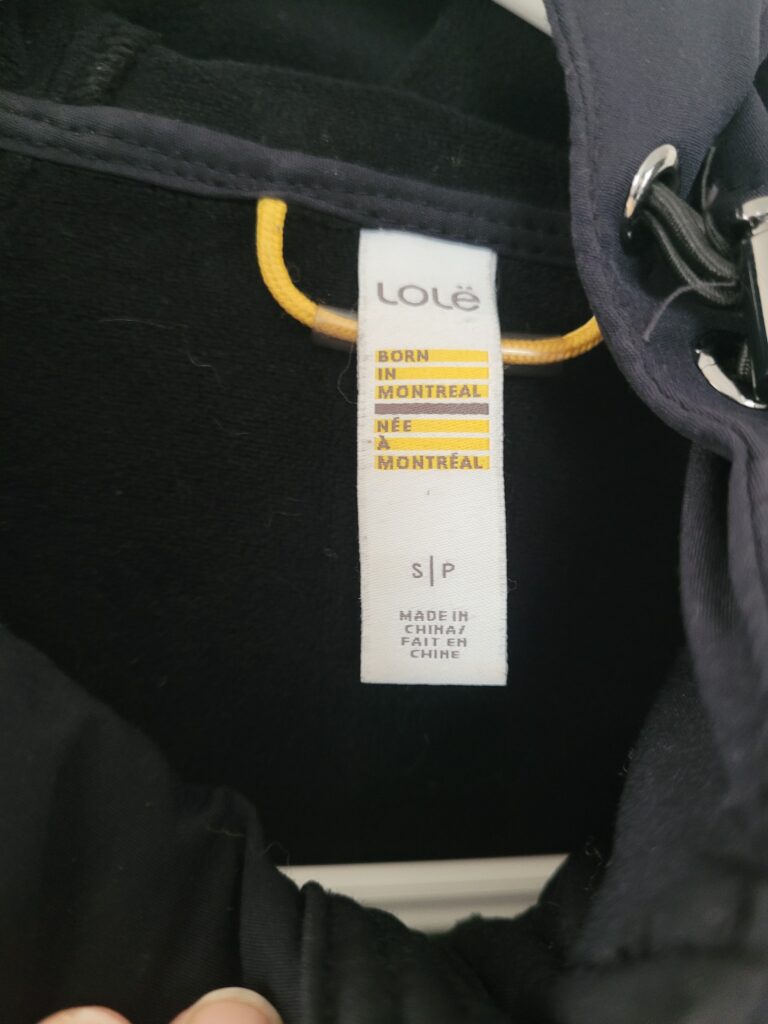 LOLË
BORN
IN
MONTREAL
NÉE
À
MONTRÉAL
S|P
MADE IN
CHINA/
FAIT EN
CHINE